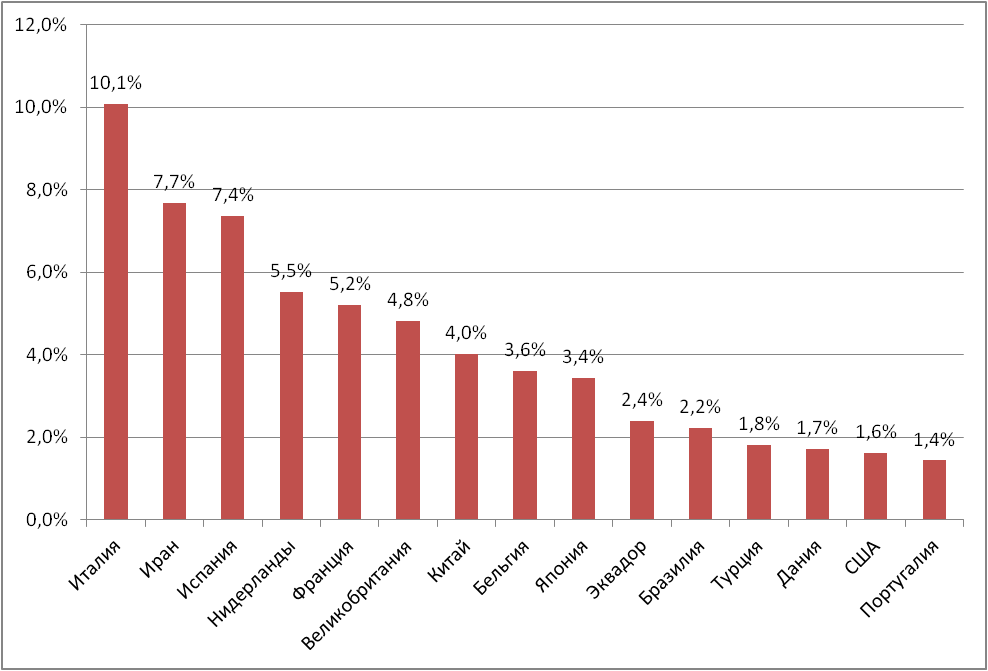 12,0%
10,0%
8,0%
6,0%
4,0%
2,0%
0,0%
10,1%
7,7%
7,4%
5,5%
5,2%
4,8%
4,0%
3,6%
3,4%
2,4%
2,2%
1,8%
1,7%
1,6%
1,4%
Италия
Иран
Испания
Нидерланды
Франция
Великобритания
Китай
Бельгия
Япония
Эквадор
Бразилия
Турция
Дания
США
Португалия